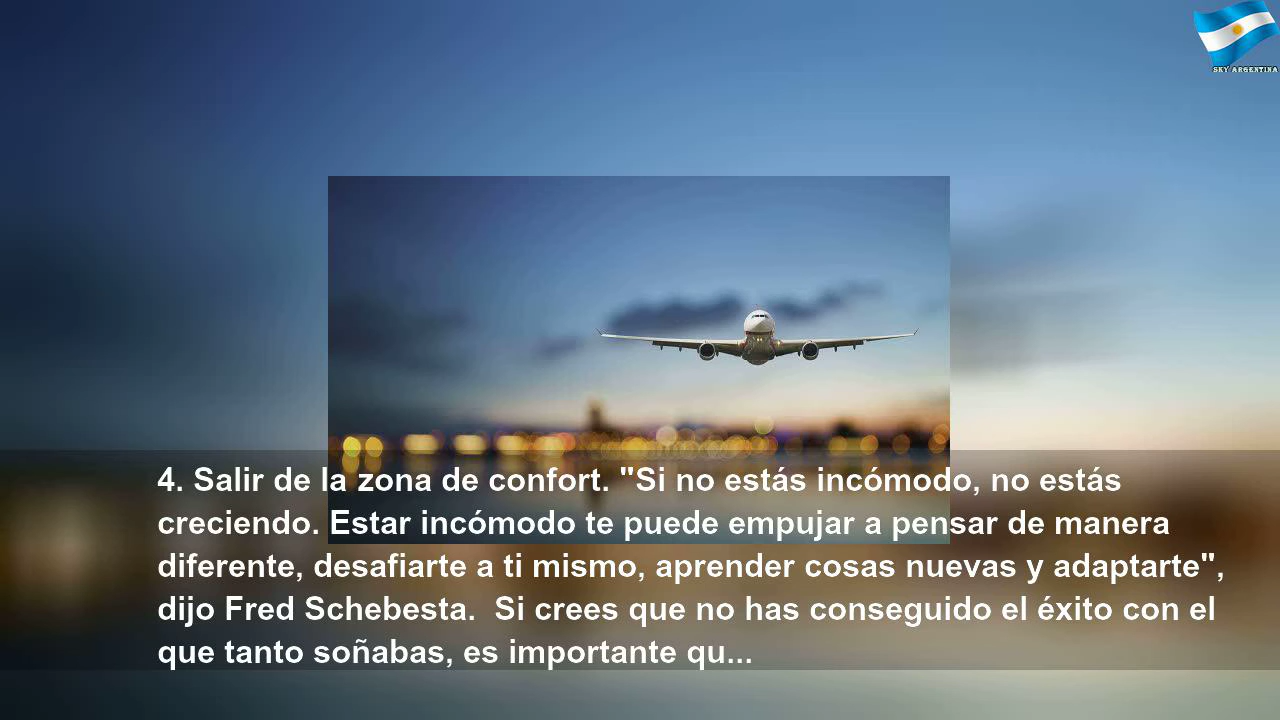 SKY ARGENTINA
4. Salir de la zona de confort. "Si no estás incómodo, no estás
creciendo. Estar incómodo te puede empujar a pensar de manera
diferente, desafiarte a ti mismo, aprender cosas nuevas y adaptarte",
dijo Fred Schebesta.  Si crees que no has conseguido el éxito con el
que tanto soñabas, es importante qu...